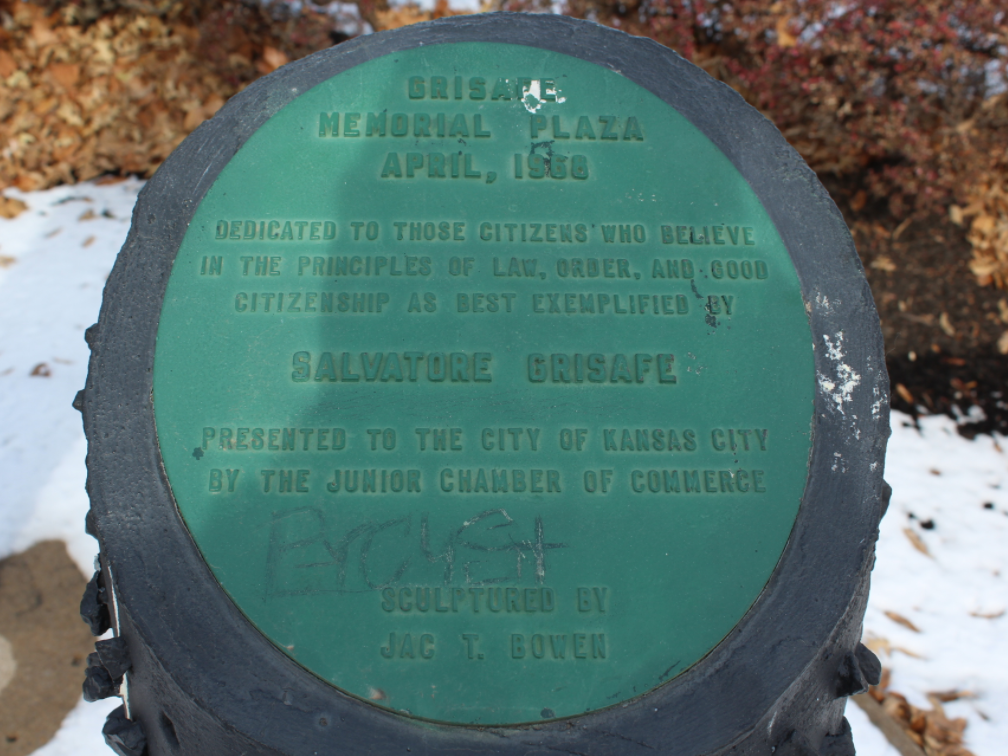 GRISAFE
MEMORIAL PLAZA
APRIL, 1968
DEDICATED TO THOSE CITIZENS WHO BELIEVE
IN THE PRINCIPLES OF LAW, ORDER, AND GOOD
CITIZENSHIP AS BEST EXEMPLIFIED BY
SALVATORE GRISAFE
PRESENTED TO THE CITY OF KANSAS CITY
BY THE JUNIOR CHAMBER OF COMMERCE
SCULPTURED BY
JAC T. BOWEN